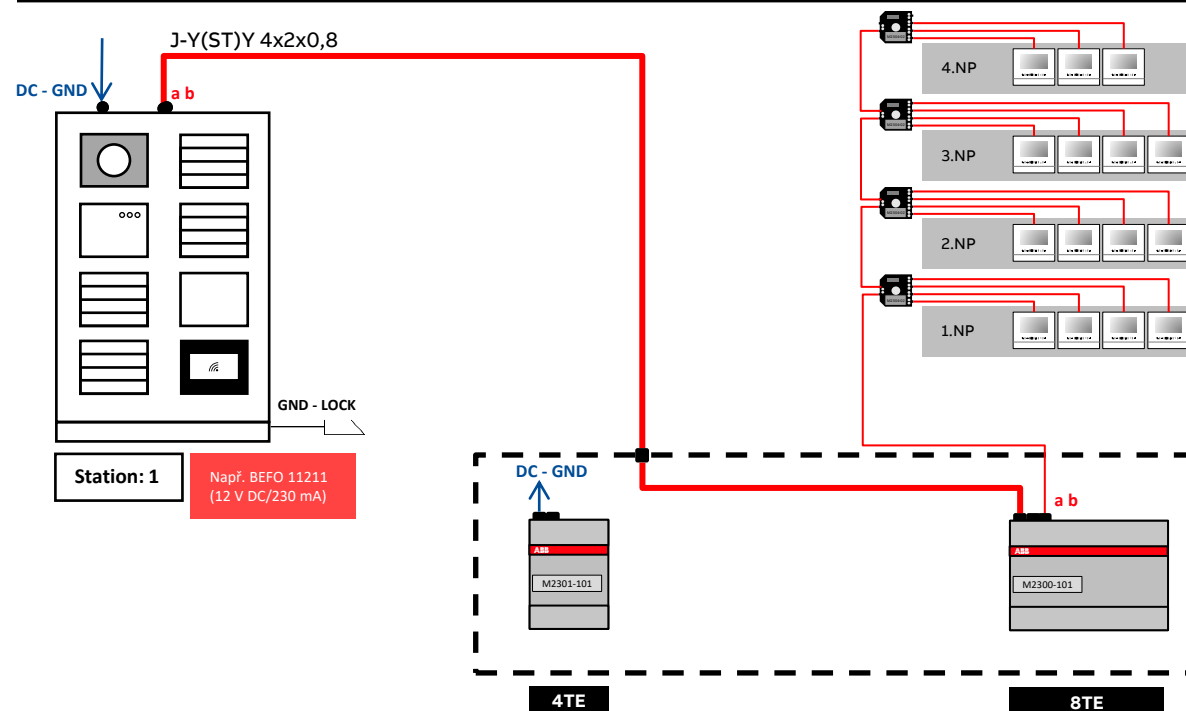 J-Y(ST)Y 4x2x0,8
DC - GND
a b
GND - LOCK
Station: 1
Např. BEFO 11211
(12 V DC/230 mA)
4.NP
3.NP
2.NP
1.NP
DC - GND
a b
ABB
M2301-101
ABB
M2300-101
4TE
8TE